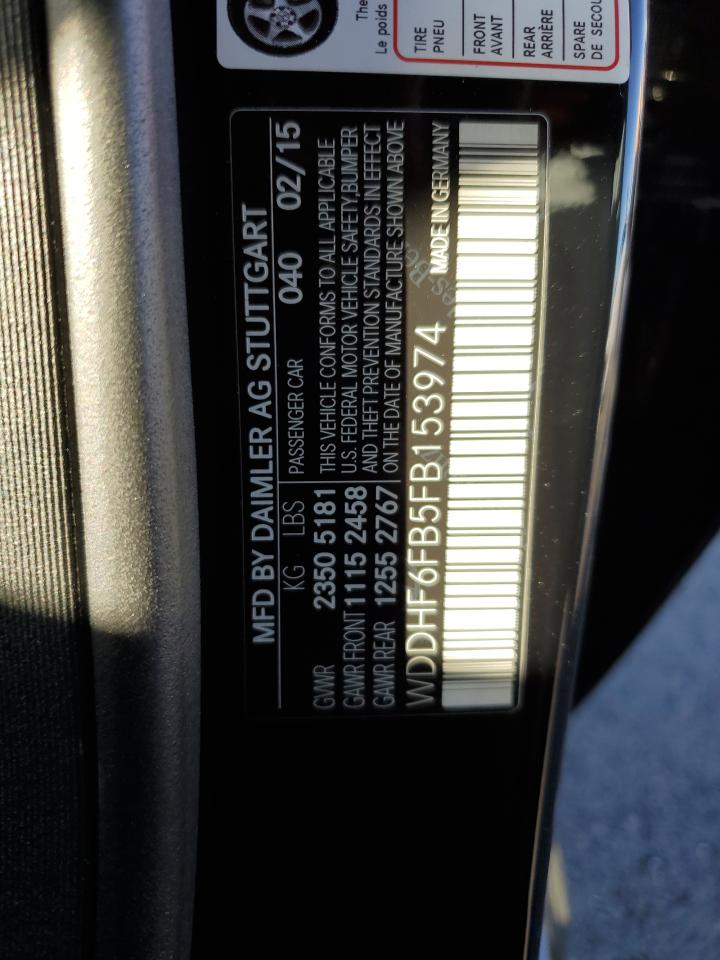 MFD BY DAIMLER AG STUTTGART
KG LBS PASSENGER CAR 040 02/15
GVWR 2350 5181 THIS VEHICLE CONFORMS TO ALL APPLICABLE
GAWR FRONT 1115 2458 U.S. FEDERAL MOTOR VEHICLE SAFETY, BUMPER
GAWR REAR 1255 2767 AND THEFT PREVENTION STANDARDS IN EFFECT
ON THE DATE OF MANUFACTURE SHOWN ABOVE
WDDHF6FB5FB153974 MADE IN GERMANY
The
Le poids
TIRE
PNEU
FRONT
AVANT
REAR
ARRIÈRE
SPARE
DE SECOU